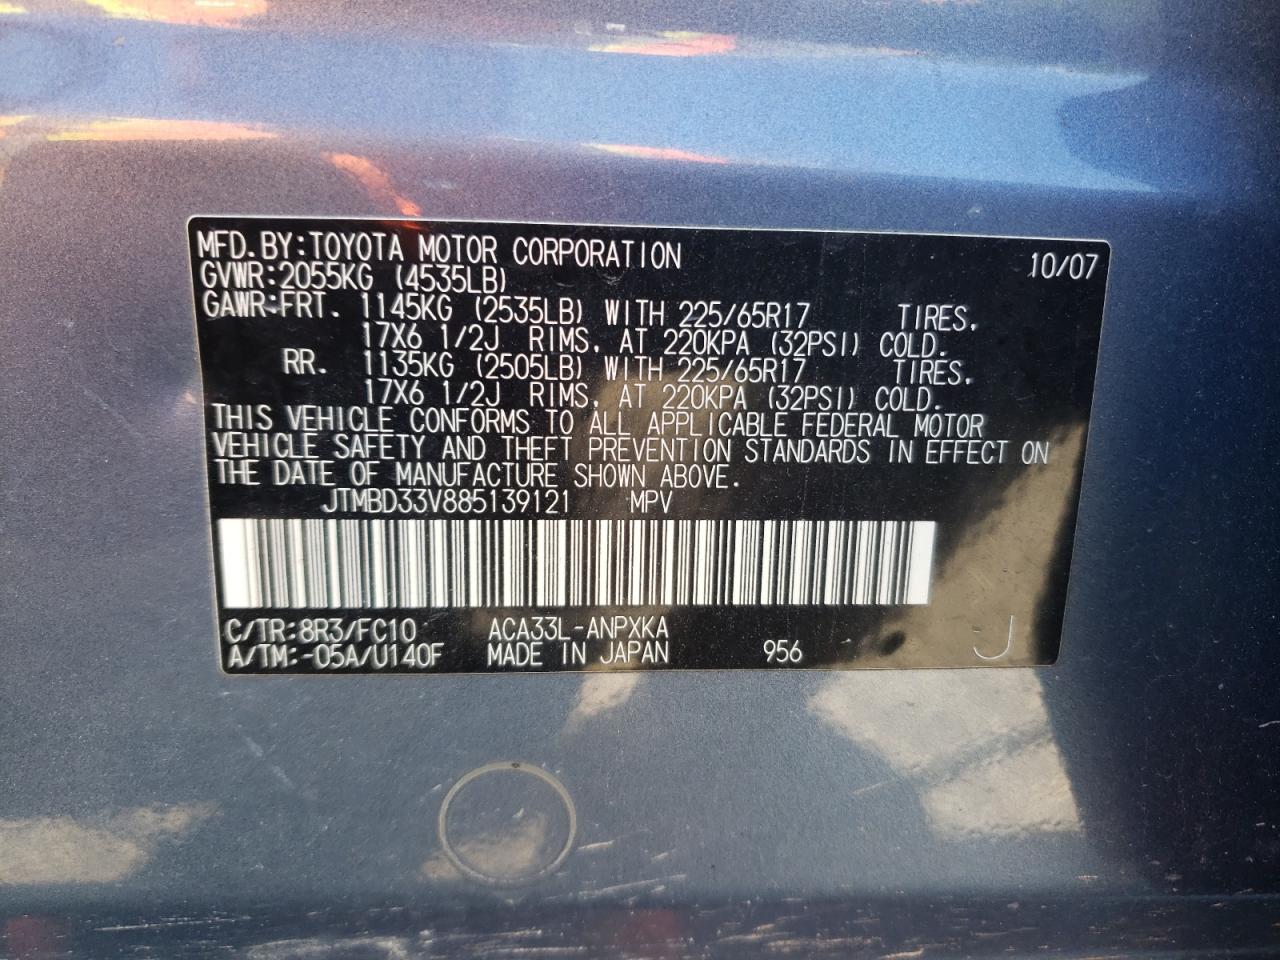 MFD.BY:TOYOTA MOTOR CORPORATION 10/07
GVWR:2055KG (4535LB)
GAWR:FRT. 1145KG (2535LB) WITH 225/65R17 TIRES,
17X6 1/2J RIMS, AT 220KPA (32PSI) COLD.
RR. 1135KG (2505LB) WITH 225/65R17 TIRES,
17X6 1/2J RIMS, AT 220KPA (32PSI) COLD.
THIS VEHICLE CONFORMS TO ALL APPLICABLE FEDERAL MOTOR
VEHICLE SAFETY AND THEFT PREVENTION STANDARDS IN EFFECT ON
THE DATE OF MANUFACTURE SHOWN ABOVE.
JTMBD33V885139121 MPV
C/TR:8R3/FC10 ACA33L-ANPXKA
A/TM:-05A/U140F MADE IN JAPAN 956 J